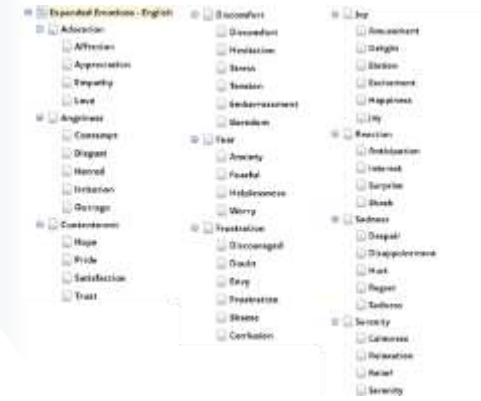 Expanded Emotions - English
Adoration
Affection
Appreciation
Empathy
Love
Angriness
Contempt
Disgust
Hatred
Irritation
Outrage
Contentment
Hope
Pride
Satisfaction
Trust
Discomfort
Discomfort
Hesitation
Stress
Tension
Embarrassment
Boredom
Fear
Anxiety
Fearful
Helplessness
Worry
Frustration
Discouraged
Doubt
Envy
Frustration
Shame
Confusion
Joy
Amusement
Delight
Elation
Excitement
Happiness
Joy
Reaction
Anticipation
Interest
Surprise
Shock
Sadness
Despair
Disappointment
Hurt
Regret
Sadness
Serenity
Calmness
Relaxation
Relief
Serenity